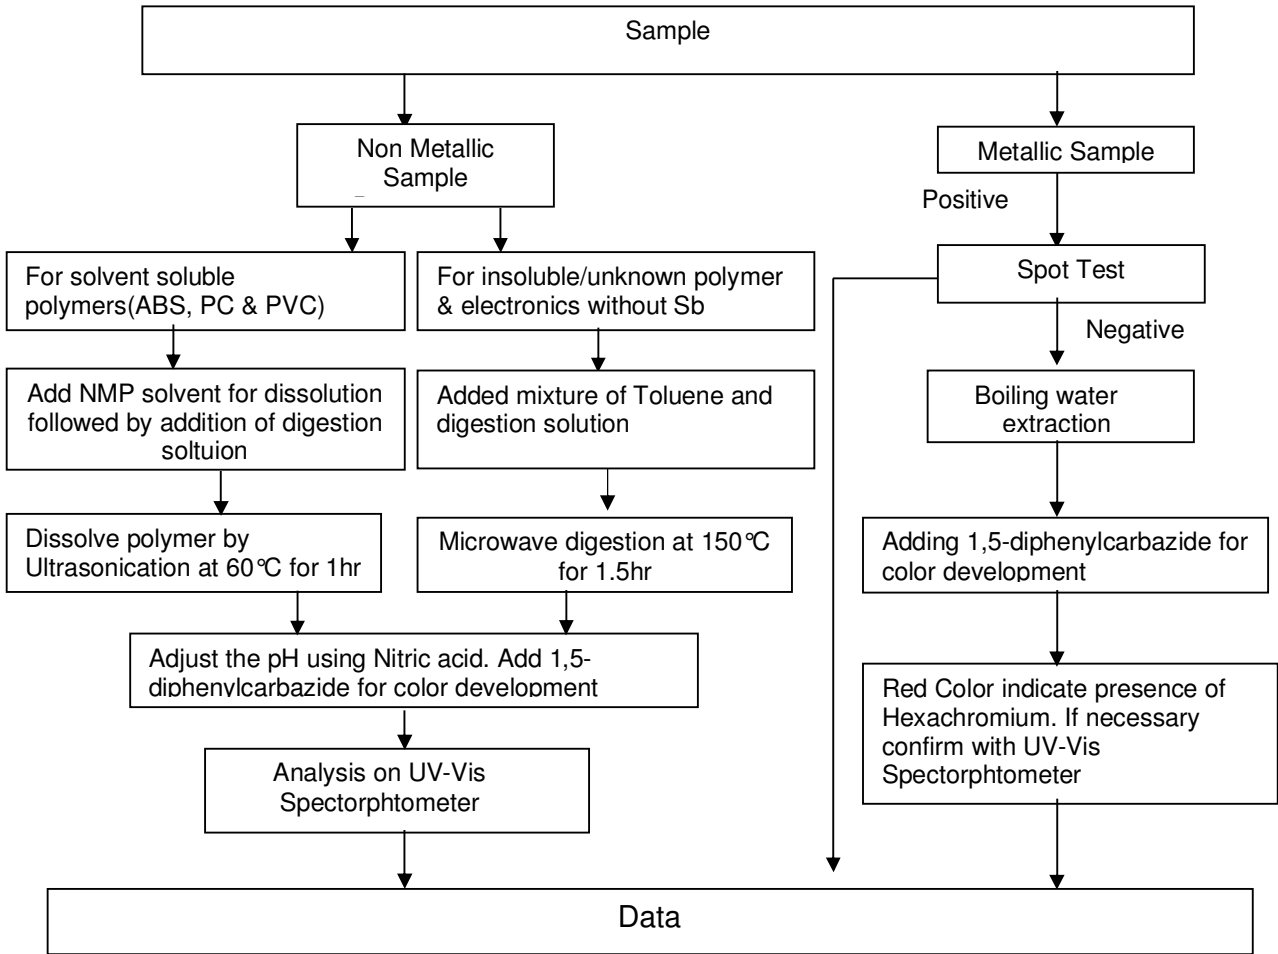 Sample
Non Metallic
Sample
Metallic Sample
Positive
For solvent soluble
polymers(ABS, PC & PVC)
For insoluble/unknown polymer
& electronics without Sb
Spot Test
Negative
Add NMP solvent for dissolution
followed by addition of digestion
soltuion
Added mixture of Toluene and
digestion solution
Boiling water
extraction
Dissolve polymer by
Ultrasonication at 60°C for 1hr
Microwave digestion at 150°C
for 1.5hr
Adding 1,5-diphenylcarbazide for
color development
Adjust the pH using Nitric acid. Add 1,5-
diphenylcarbazide for color development
Red Color indicate presence of
Hexachromium. If necessary
confirm with UV-Vis
Spectorphtometer
Analysis on UV-Vis
Spectorphtometer
Data